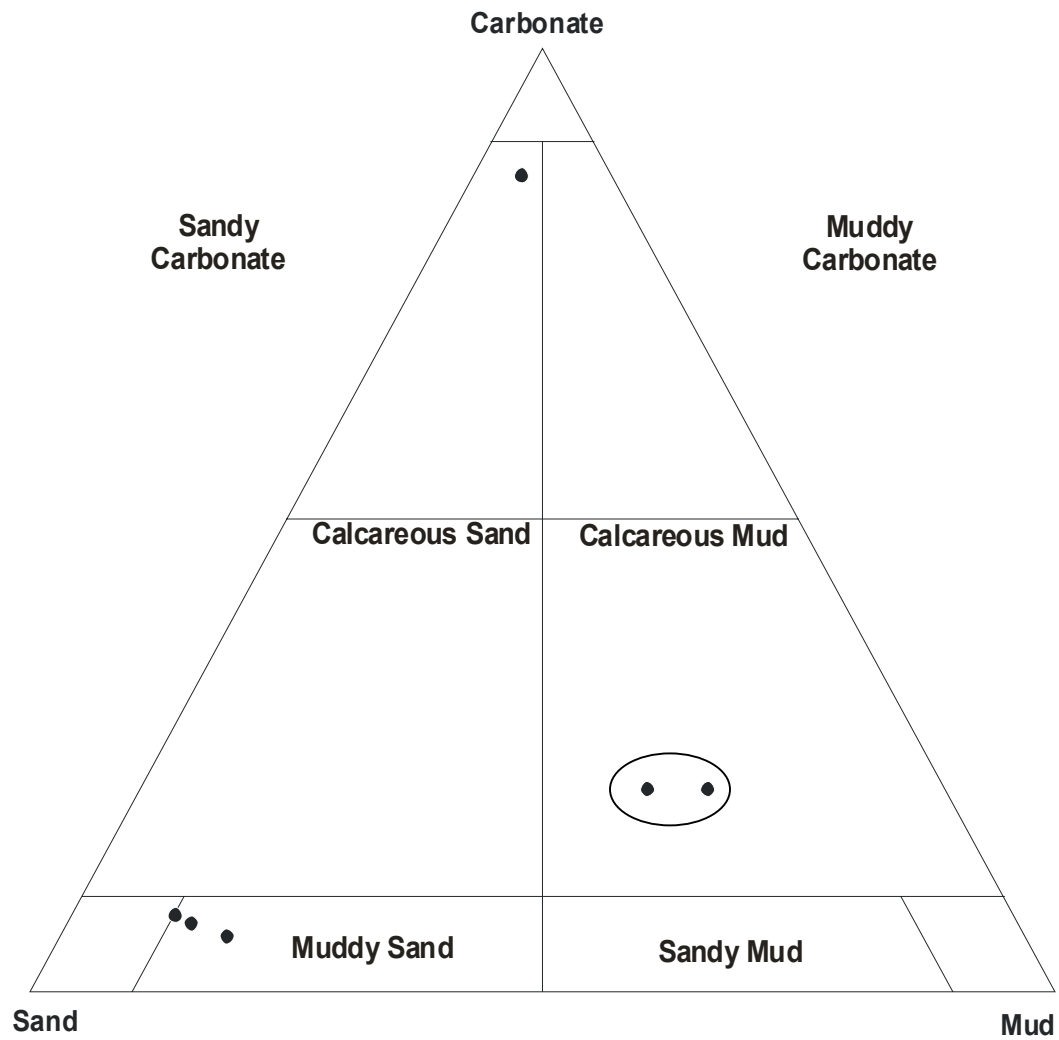 Carbonate
Sandy
Carbonate
Muddy
Carbonate
Calcareous Sand
Calcareous Mud
Muddy Sand
Sandy Mud
Sand
Mud